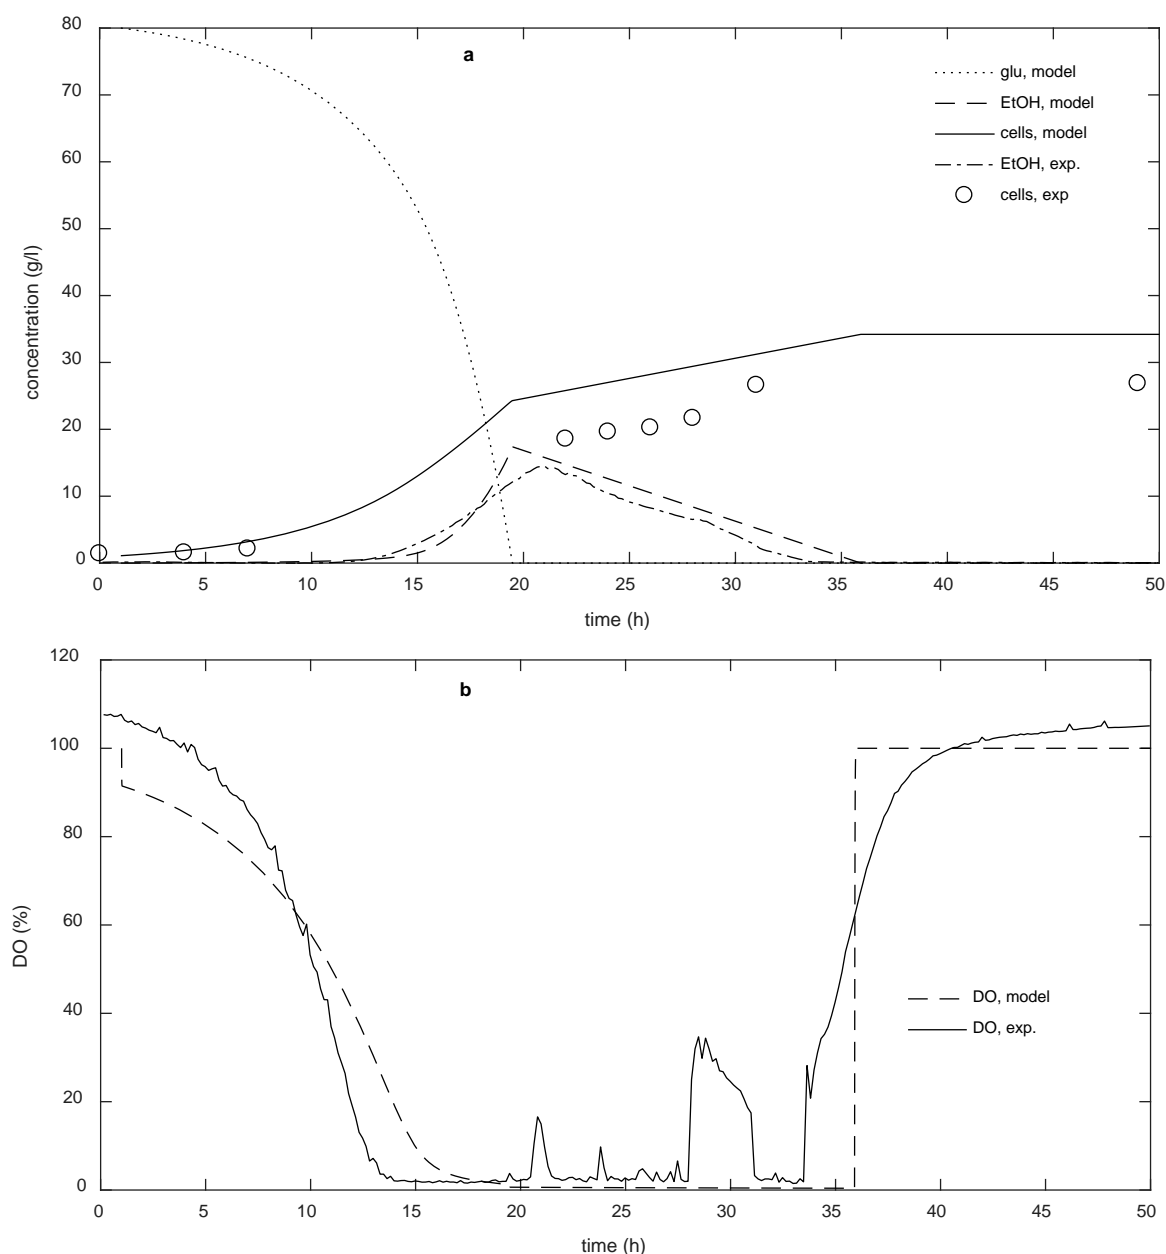 80
a
glu, model
70
EtOH, model
cells, model
60
EtOH, exp.
cells, exp
50
concentration (g/l)
40
30
20
10
0
0 5 10 15 20 25 30 35 40 45 50
time (h)
120
b
100
80
60
DO (%)
DO, model
40
DO, exp.
20
0
0 5 10 15 20 25 30 35 40 45 50
time (h)